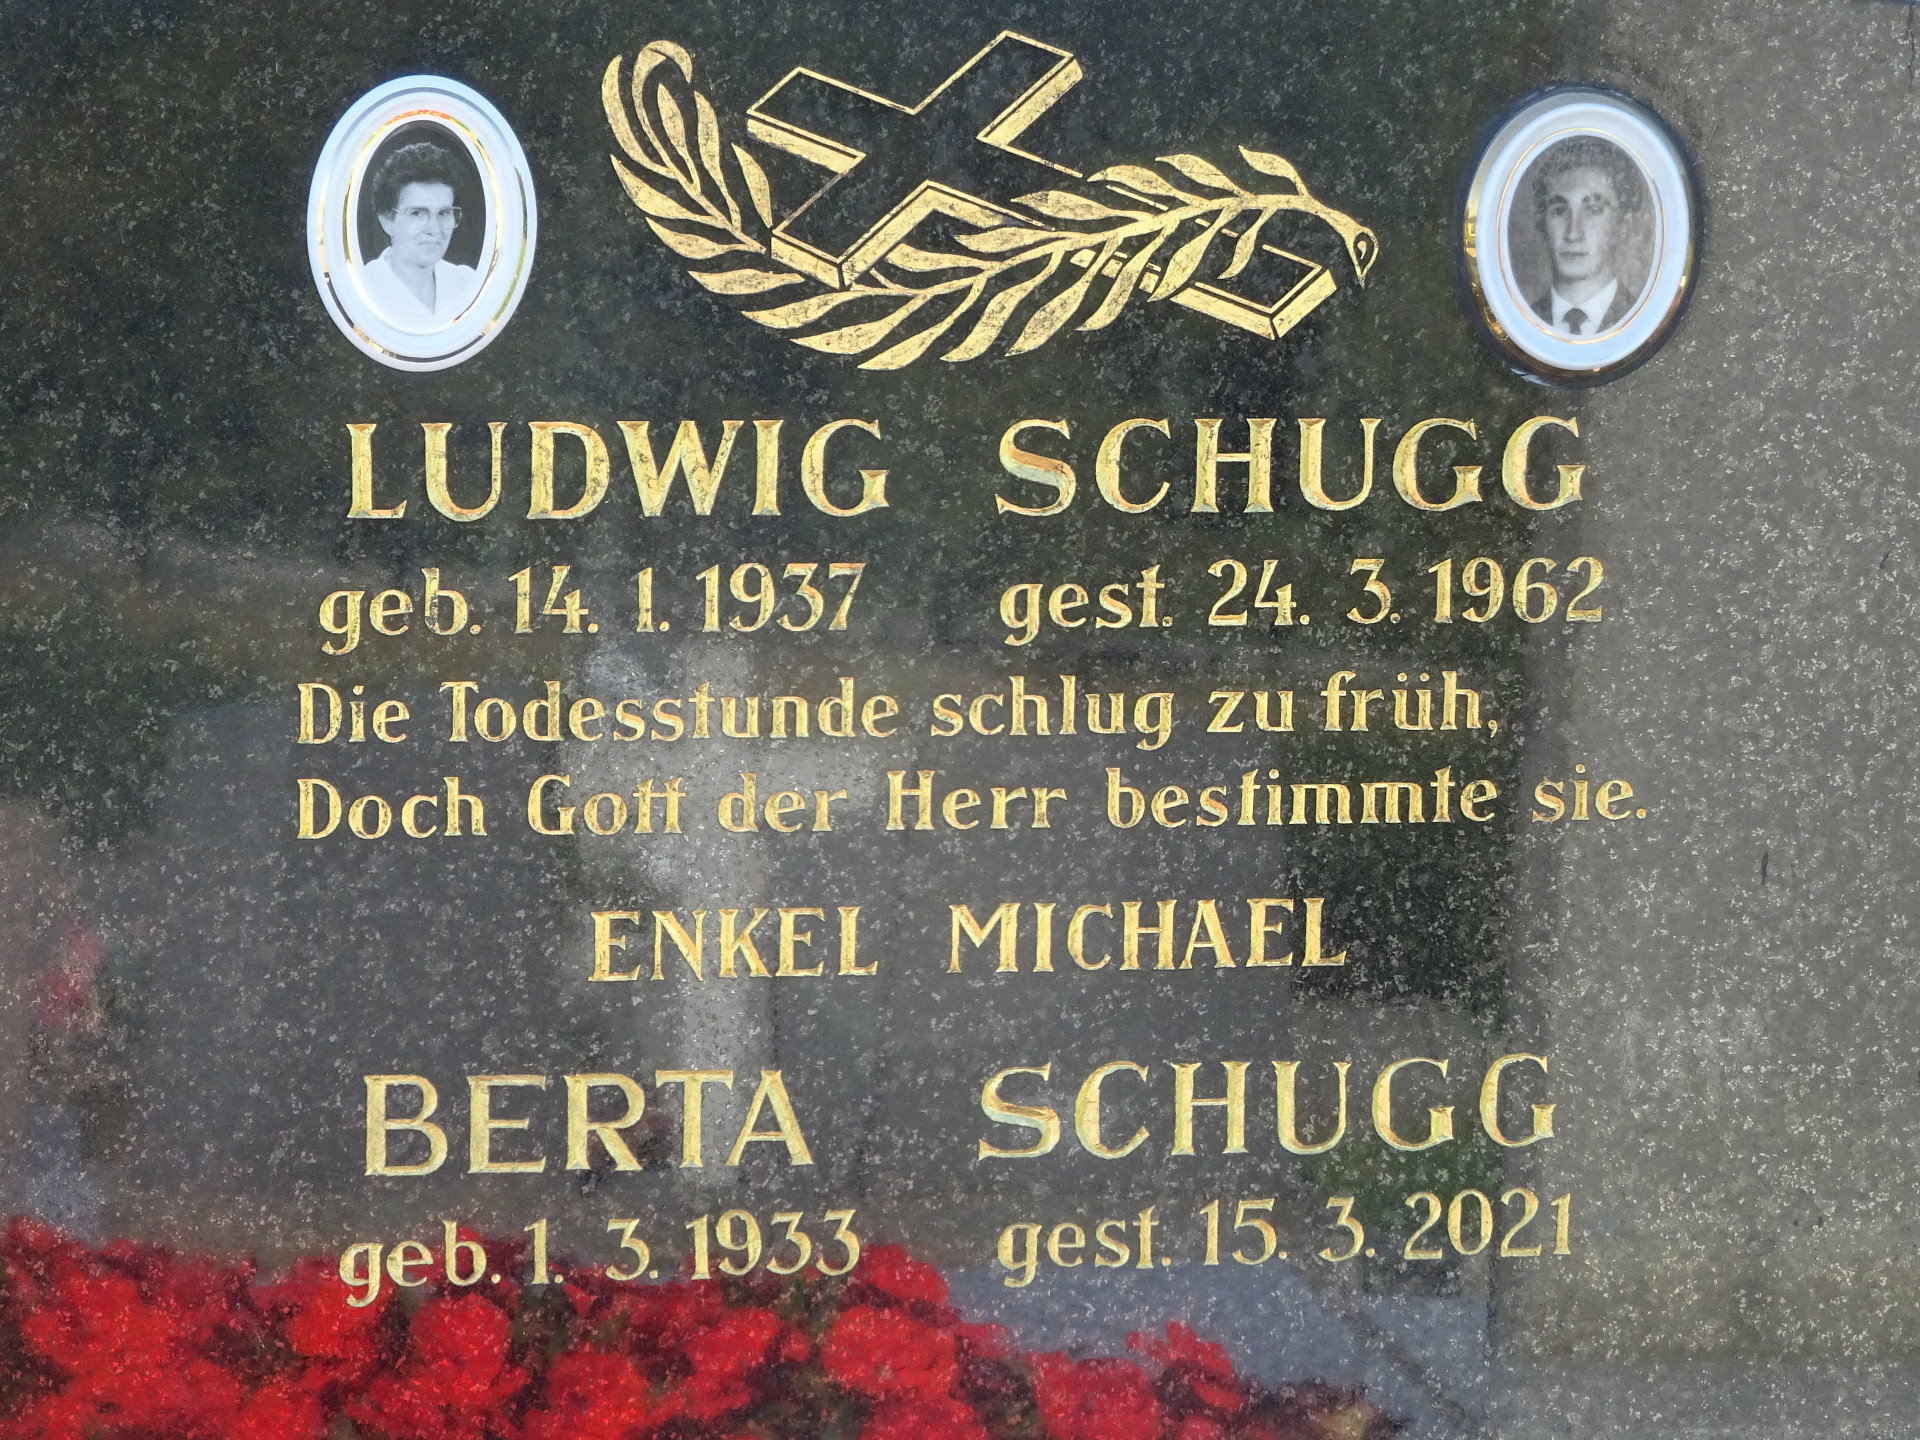 LUDWIG SCHUGG
geb. 14. 1. 1937 gest. 24. 3. 1962
Die Todesstunde schlug zu früh,
Doch Gott der Herr bestimmte sie.
ENKEL MICHAEL
BERTA SCHUGG
geb. 1. 3. 1933 gest. 15. 3. 2021